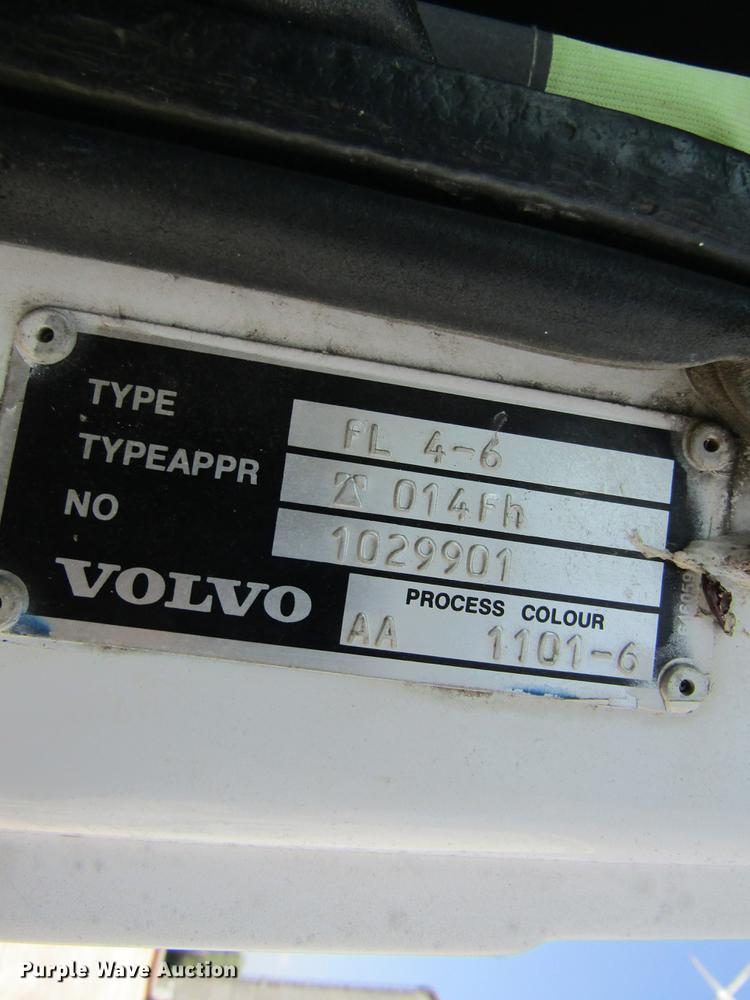 TYPE FL 4-6
TYPEAPPR 014Fh
NO 1029901
VOLVO
PROCESS COLOUR
AA 1101-6
Purple Wave Auction